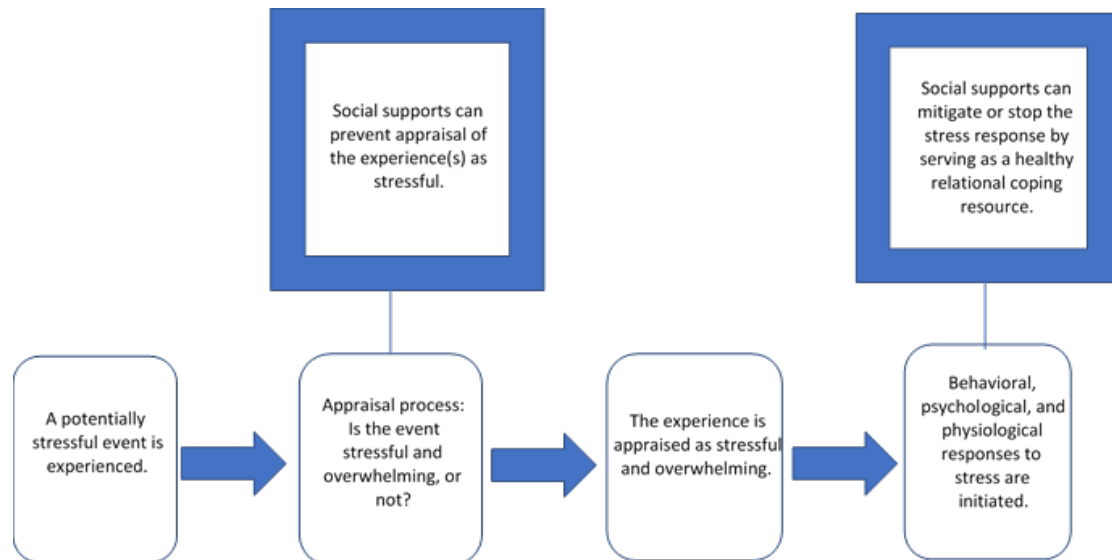 Social supports can
prevent appraisal of
the experience(s) as
stressful.
Social supports can
mitigate or stop the
stress response by
serving as a healthy
relational coping
resource.
A potentially
stressful event is
experienced.
Appraisal process:
Is the event
stressful and
overwhelming, or
not?
The experience is
appraised as stressful
and overwhelming.
Behavioral,
psychological, and
physiological
responses to
stress are
initiated.